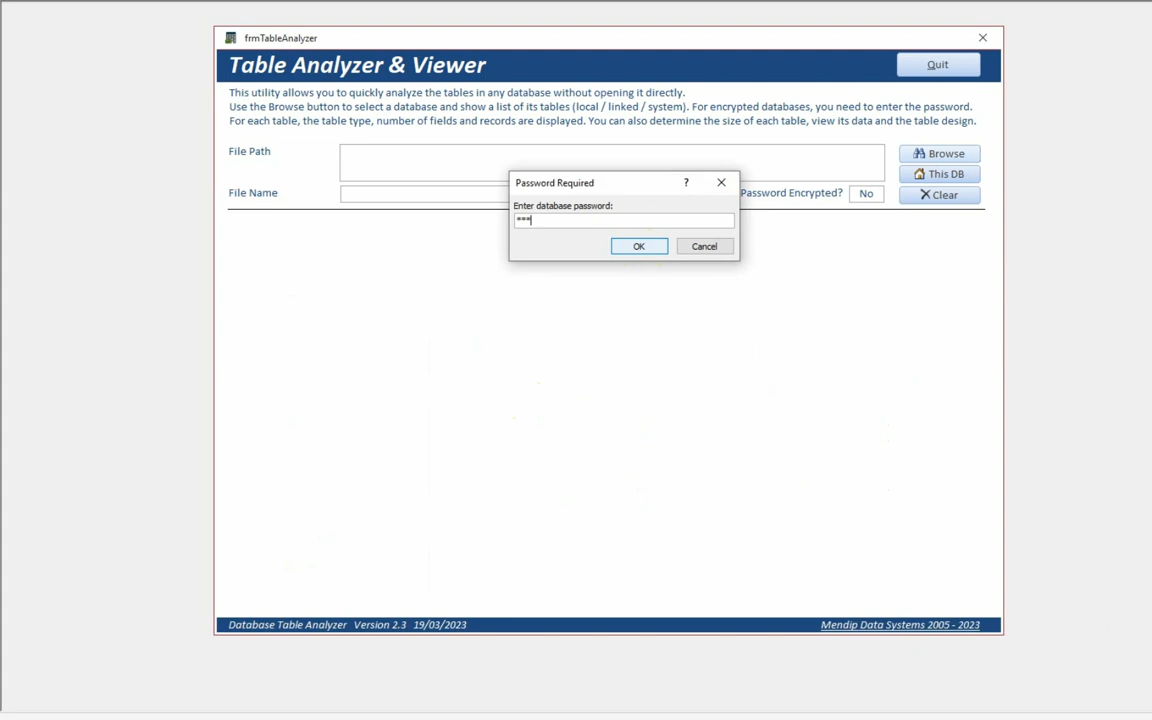 frmTableAnalyzer
Table Analyzer & Viewer
Quit
This utility allows you to quickly analyze the tables in any database without opening it directly.
Use the Browse button to select a database and show a list of its tables (local / linked / system). For encrypted databases, you need to enter the password.
For each table, the table type, number of fields and records are displayed. You can also determine the size of each table, view its data and the table design.
File Path
Browse
This DB
File Name
Password Encrypted?
No
Clear
Password Required
?
Enter database password:
***
OK
Cancel
Database Table Analyzer Version 2.3 19/03/2023
Mendip Data Systems 2005 - 2023